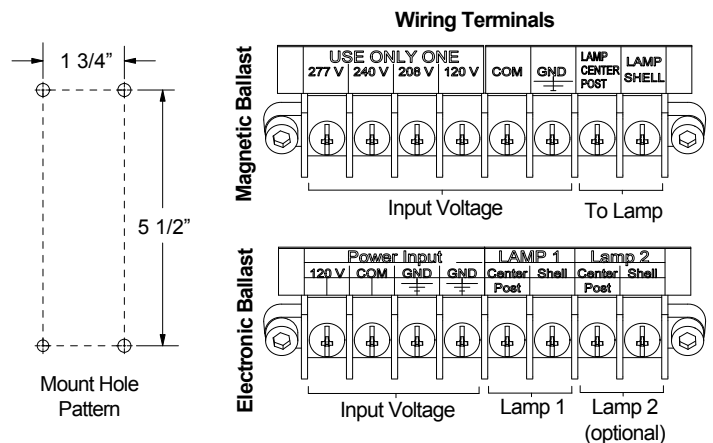 Wiring Terminals
1 3/4”
5 1/2”
Mount Hole
Pattern
Magnetic Ballast
USE ONLY ONE
277 V 240 V 208 V 120 V COM GND
LAMP
CENTER
POST
LAMP
SHELL
Input Voltage To Lamp
Electronic Ballast
Power Input LAMP 1 Lamp 2
120 V COM GND GND Center Shell Center Shell
Post Post
Input Voltage Lamp 1 Lamp 2
(optional)